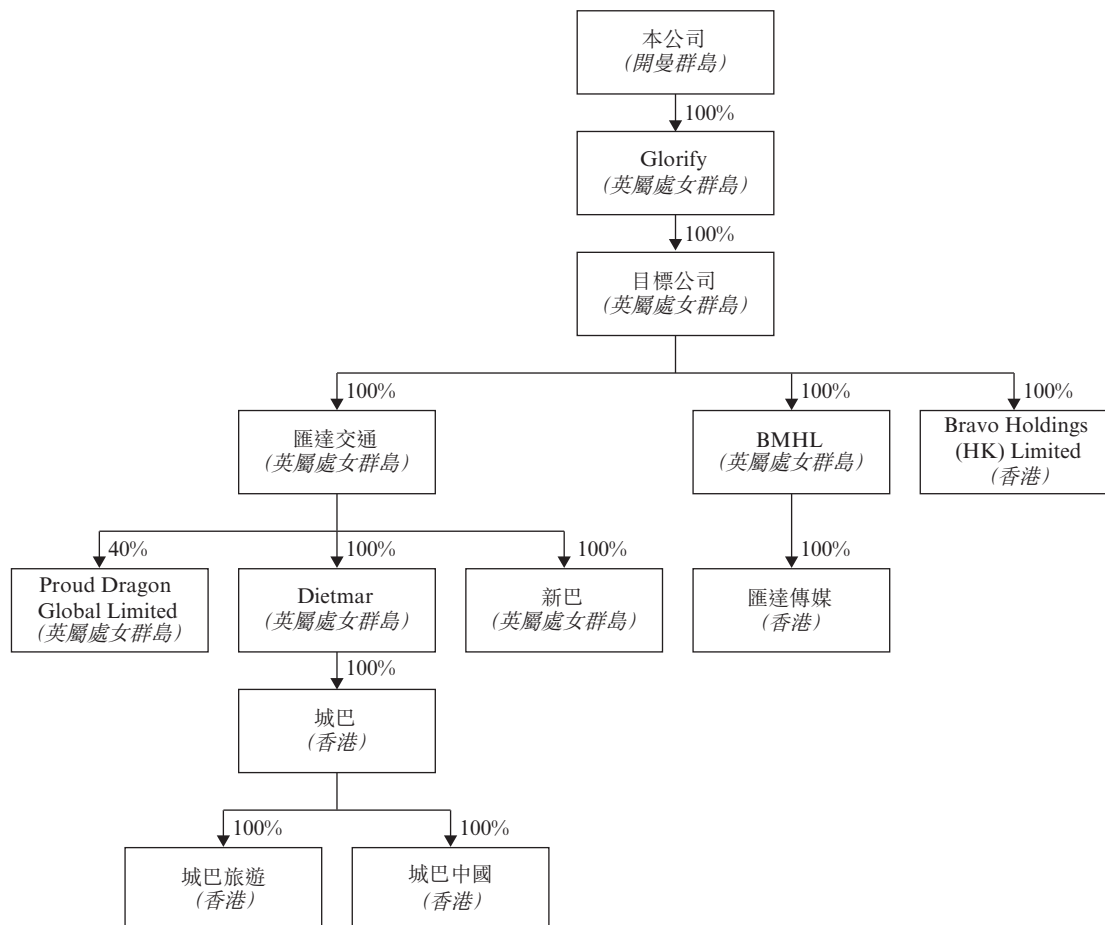 本公司
(開曼群島)
100%
Glorify
(英屬處女群島)
100%
目標公司
(英屬處女群島)
100%
100%
100%
匯達交通
(英屬處女群島)
BMHL
(英屬處女群島)
Bravo Holdings
(HK) Limited
(香港)
40%
100%
100%
100%
Proud Dragon
Global Limited
(英屬處女群島)
Dietmar
(英屬處女群島)
新巴
(英屬處女群島)
匯達傳媒
(香港)
100%
城巴
(香港)
100%
100%
城巴旅遊
(香港)
城巴中國
(香港)